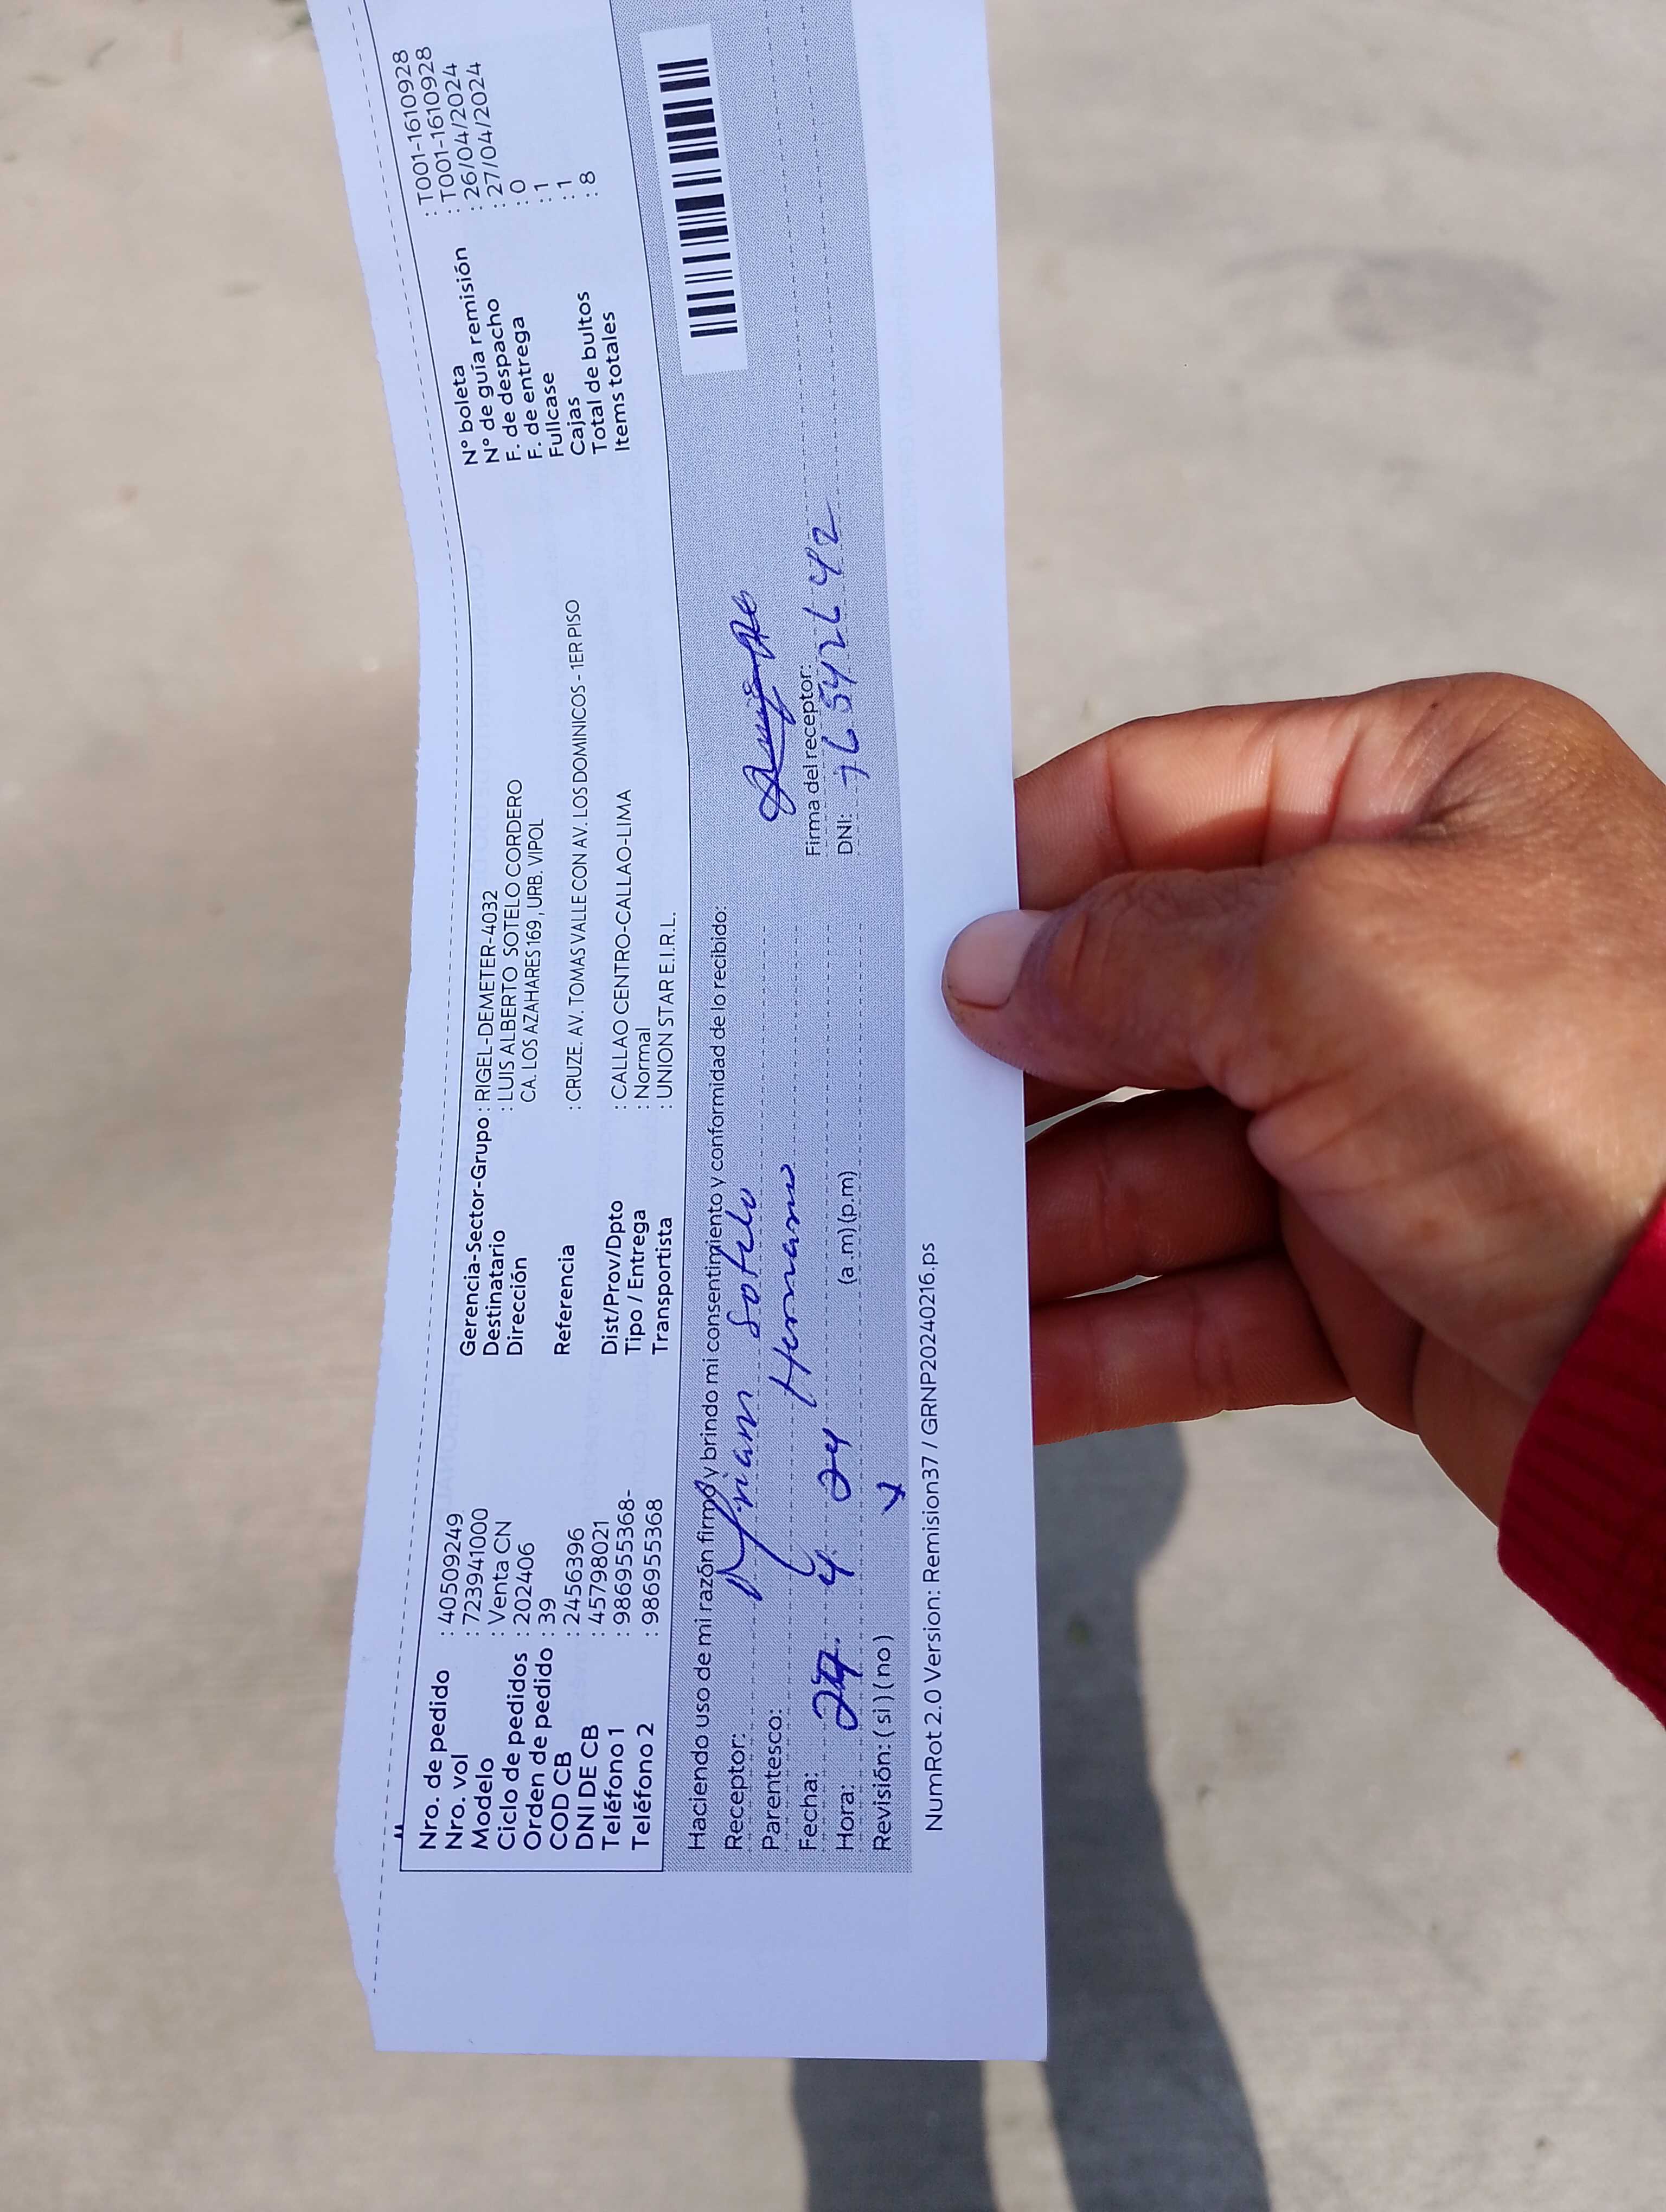 Nro. de pedido : 40509249
Nro. vol : 723941000
Modelo : Venta CN
Ciclo de pedidos : 202406
Orden de pedido : 39
COD CB : 2456396
DNI DE CB : 45798021
Teléfono 1 : 986955368-
Teléfono 2 : 986955368
Gerencia-Sector-Grupo : RIGEL-DEMETER-4032
Destinatario : LUIS ALBERTO SOTELO CORDERO
Dirección CA. LOS AZAHARES 169 , URB. VIPOL
Referencia : CRUZE. AV. TOMAS VALLE CON AV. LOS DOMINICOS - 1ER PISO
Dist/Prov/Dpto : CALLAO CENTRO-CALLAO-LIMA
Tipo / Entrega : Normal
Transportista : UNION STAR E.I.R.L.
N° boleta : T001-1610928
N° de guía remisión : T001-1610928
F. de despacho : 26/04/2024
F. de entrega : 27/04/2024
Fullcase : 0
Cajas : 1
Total de bultos : 1
Items totales : 8
Haciendo uso de mi razón firmo y brindo mi consentimiento y conformidad de lo recibido:
Receptor: Sotelo
Parentesco: Hermano
Fecha: 4 24
Hora: (a .m) (p.m)
Revisión: ( si ) ( no )
Firma del receptor:
DNI: 76542642
NumRot 2.0 Version: Remision37 / GRNP20240216.ps